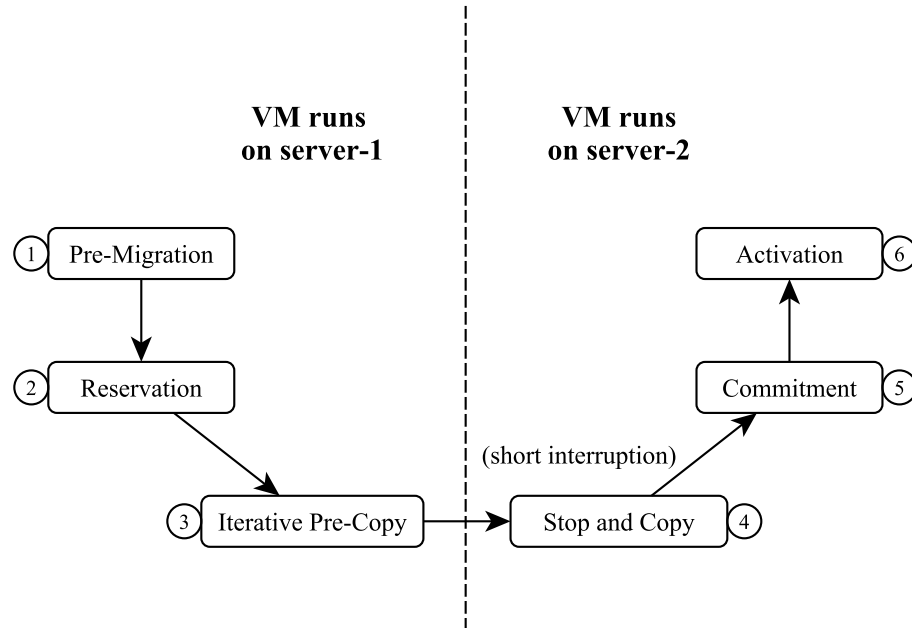 VM runs
on server-1
VM runs
on server-2
1 Pre-Migration
Activation 6
2 Reservation
Commitment 5
(short interruption)
3 Iterative Pre-Copy
Stop and Copy 4